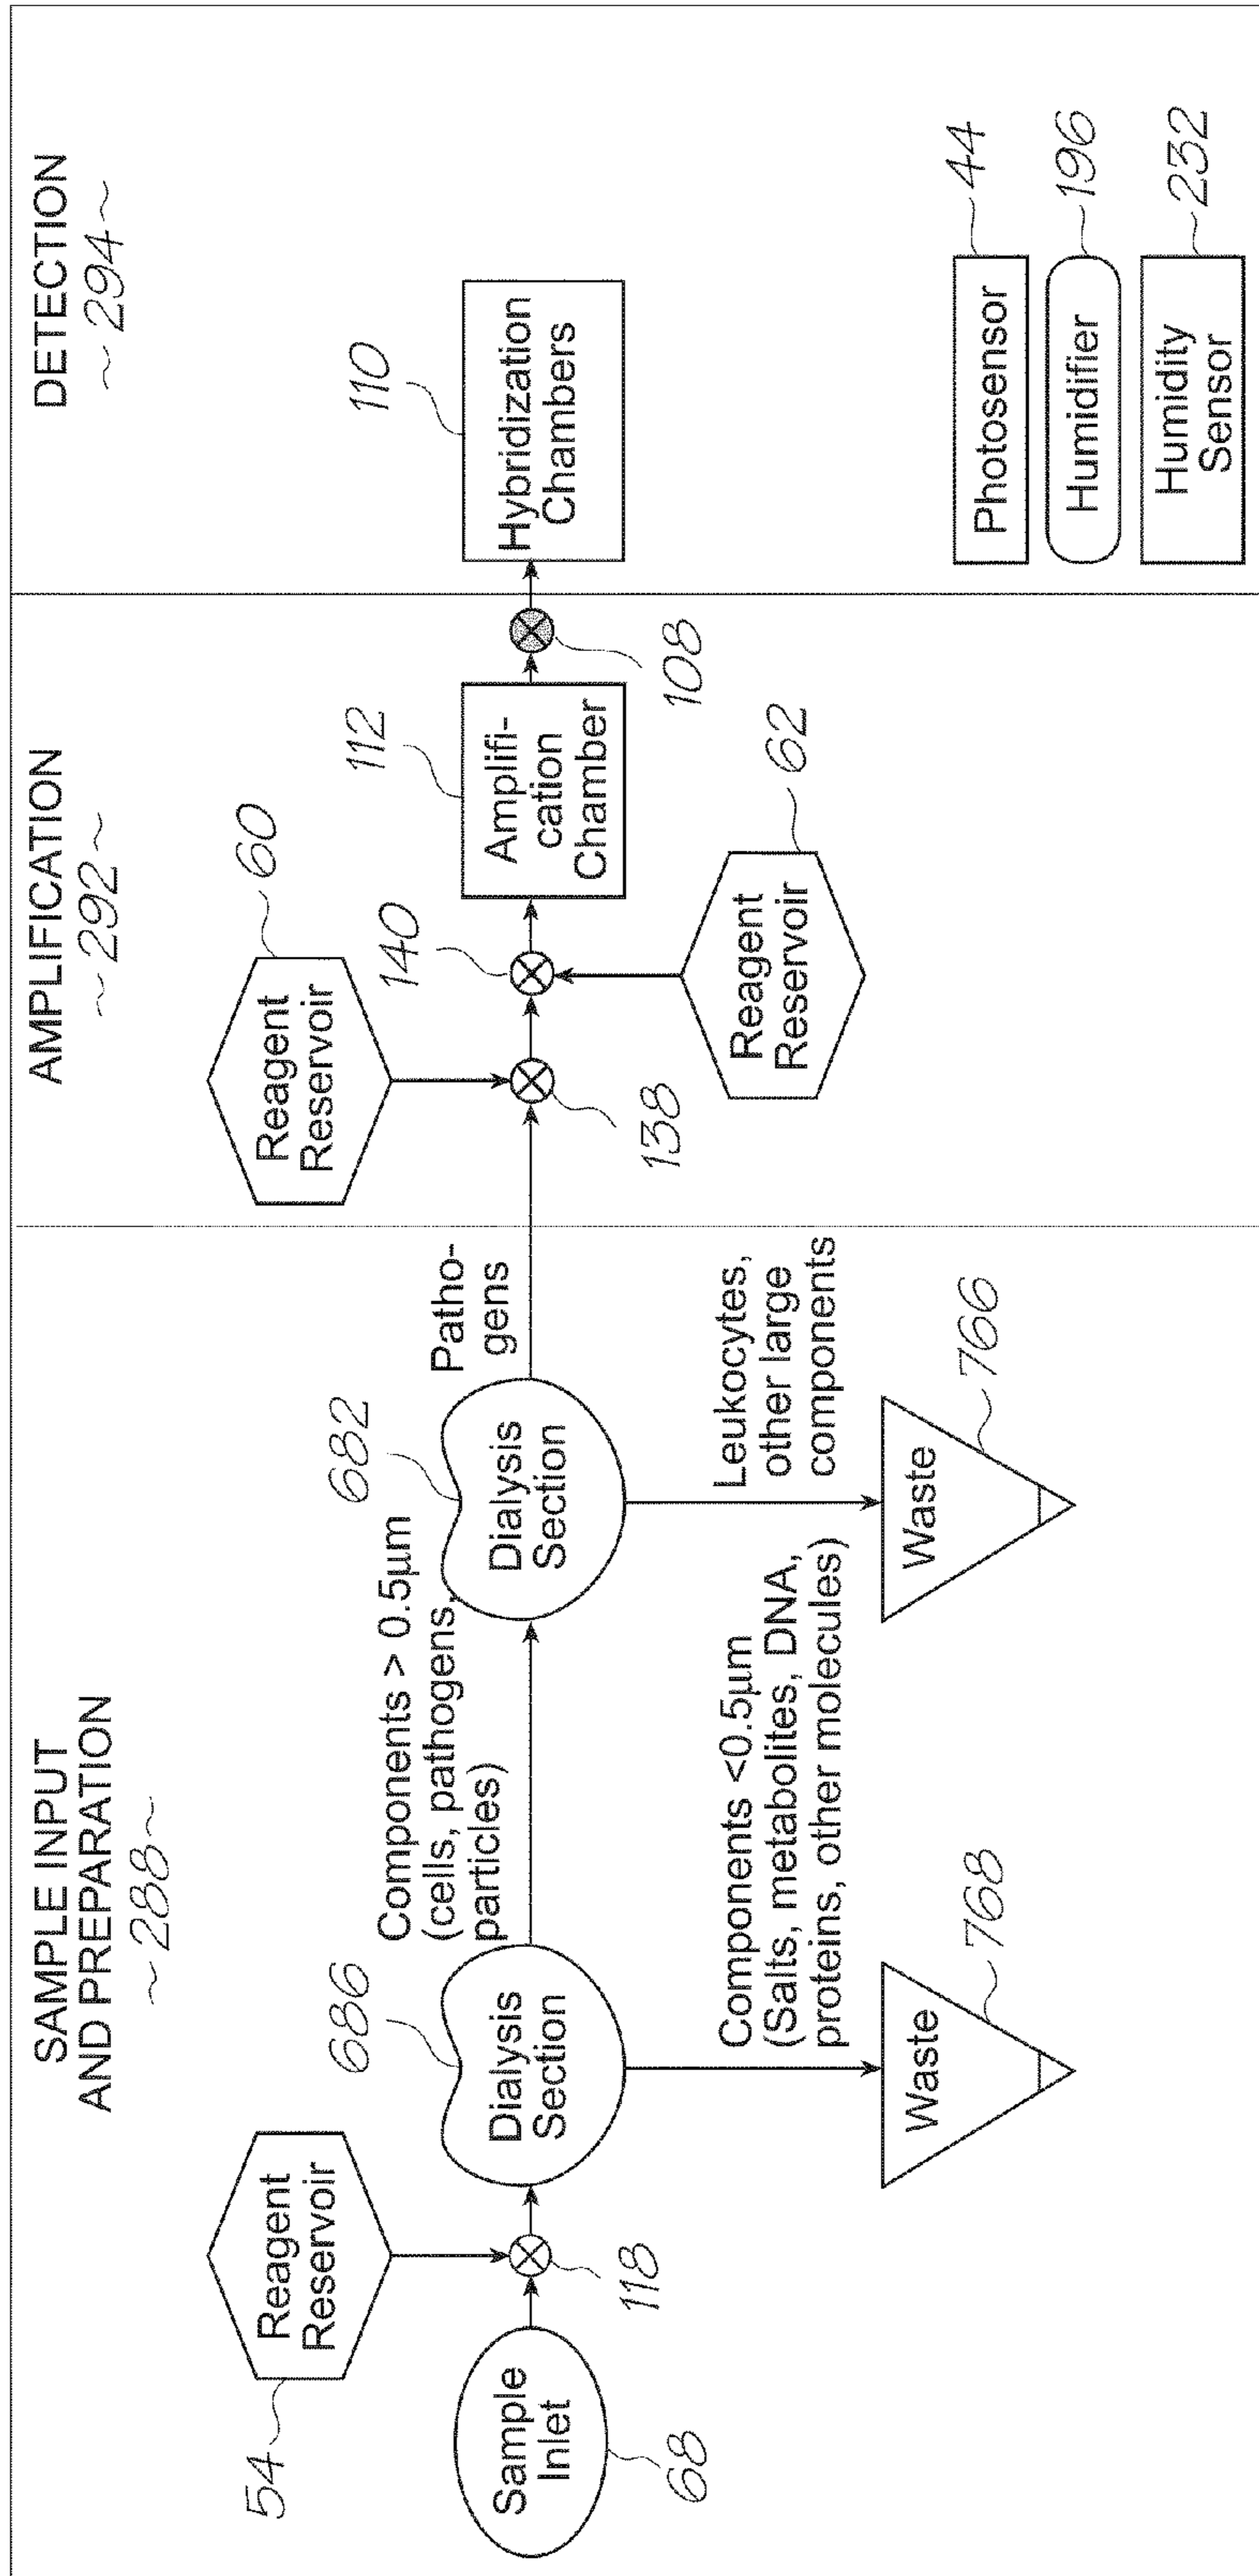 SAMPLE INPUT
AND PREPARATION
~288~
AMPLIFICATION
~292~
DETECTION
~294~
54
Reagent
Reservoir
Sample
Inlet
68
118
686
Dialysis
Section
Components > 0.5µm
(cells, pathogens,
particles)
Components <0.5µm
(Salts, metabolites, DNA,
proteins, other molecules)
Waste
768
682
Dialysis
Section
Patho-
gens
Leukocytes,
other large
components
Waste
766
60
Reagent
Reservoir
138
140
Reagent
Reservoir
62
112
Amplifi-
cation
Chamber
108
110
Hybridization
Chambers
Photosensor
44
Humidifier
196
Humidity
Sensor
232